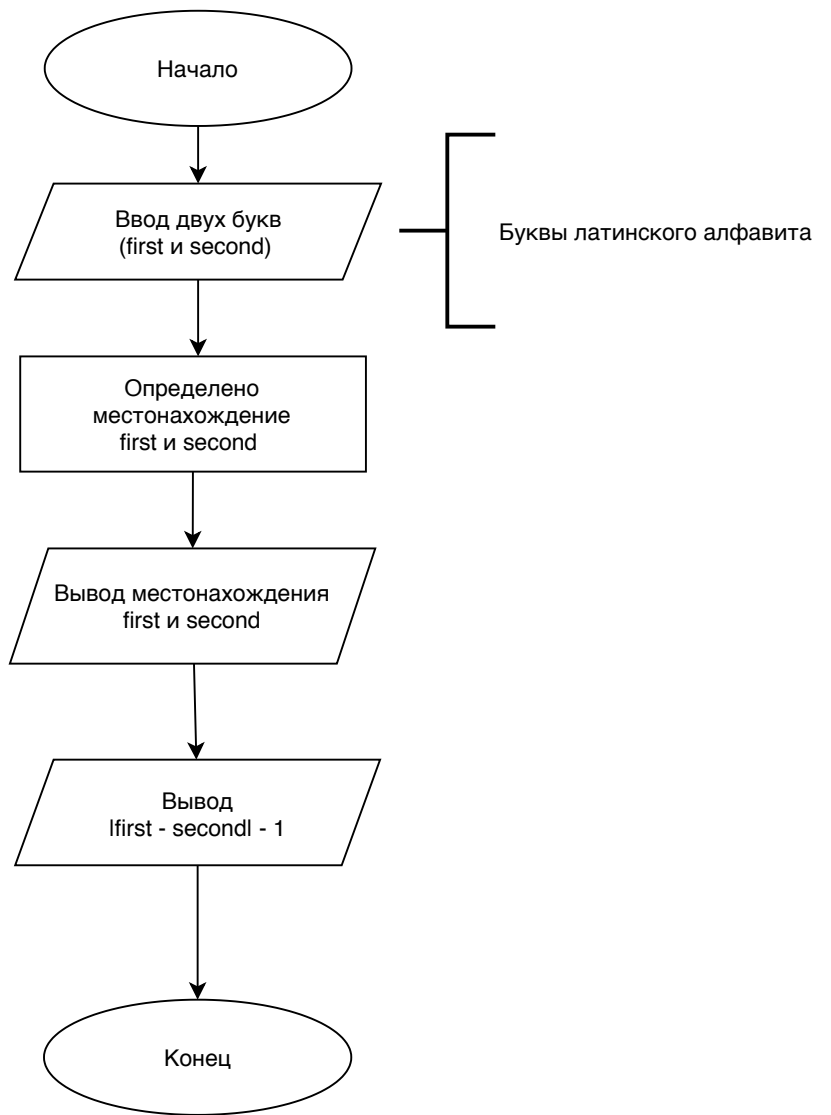 Начало
Ввод двух букв
(first и second)
Буквы латинского алфавита
Определено
местонахождение
first и second
Вывод местонахождения
first и second
Вывод
|first - second| - 1
Конец